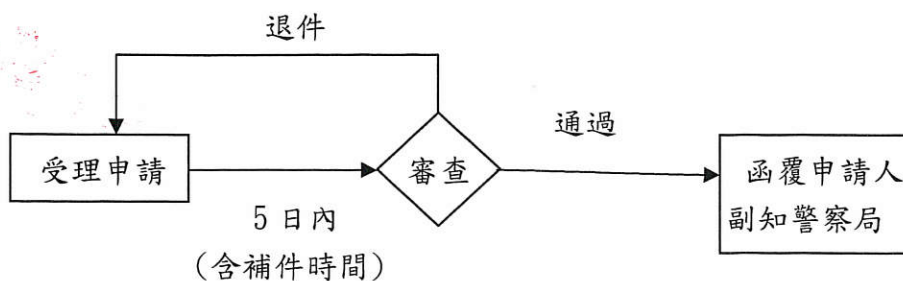 退件
受理申請
審查
通過
5日內
(含補件時間)
函覆申請人
副知警察局